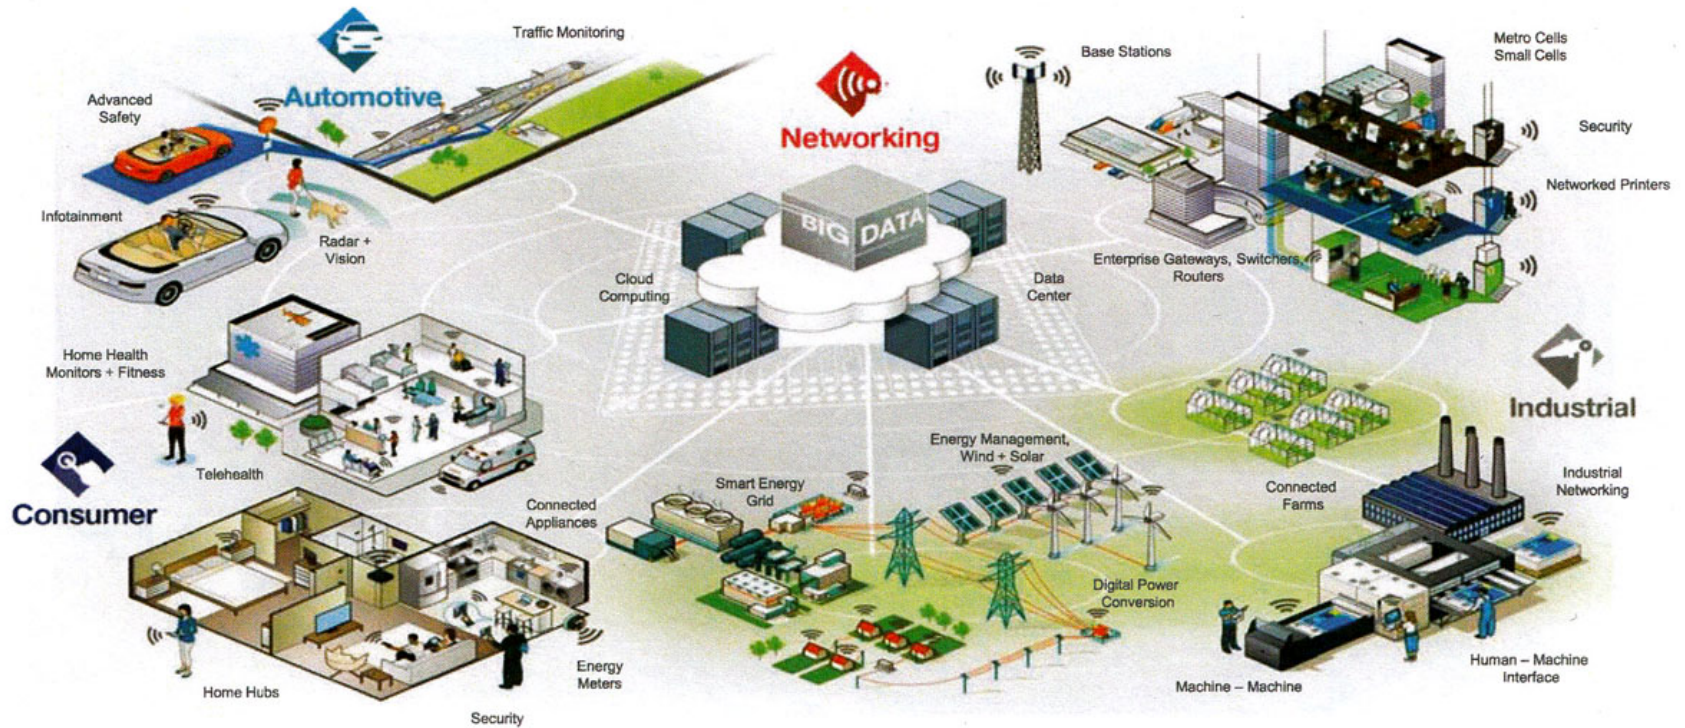 Traffic Monitoring
Automotive
Advanced
Safety
Infotainment
Radar +
Vision
Networking
BIG DATA
Cloud
Computing
Data
Center
Base Stations
Metro Cells
Small Cells
Security
Networked Printers
Enterprise Gateways, Switchers,
Routers
Home Health
Monitors + Fitness
Telehealth
Consumer
Connected
Appliances
Home Hubs
Security
Energy
Meters
Smart Energy
Grid
Energy Management,
Wind + Solar
Digital Power
Conversion
Industrial
Connected
Farms
Industrial
Networking
Machine – Machine
Human – Machine
Interface